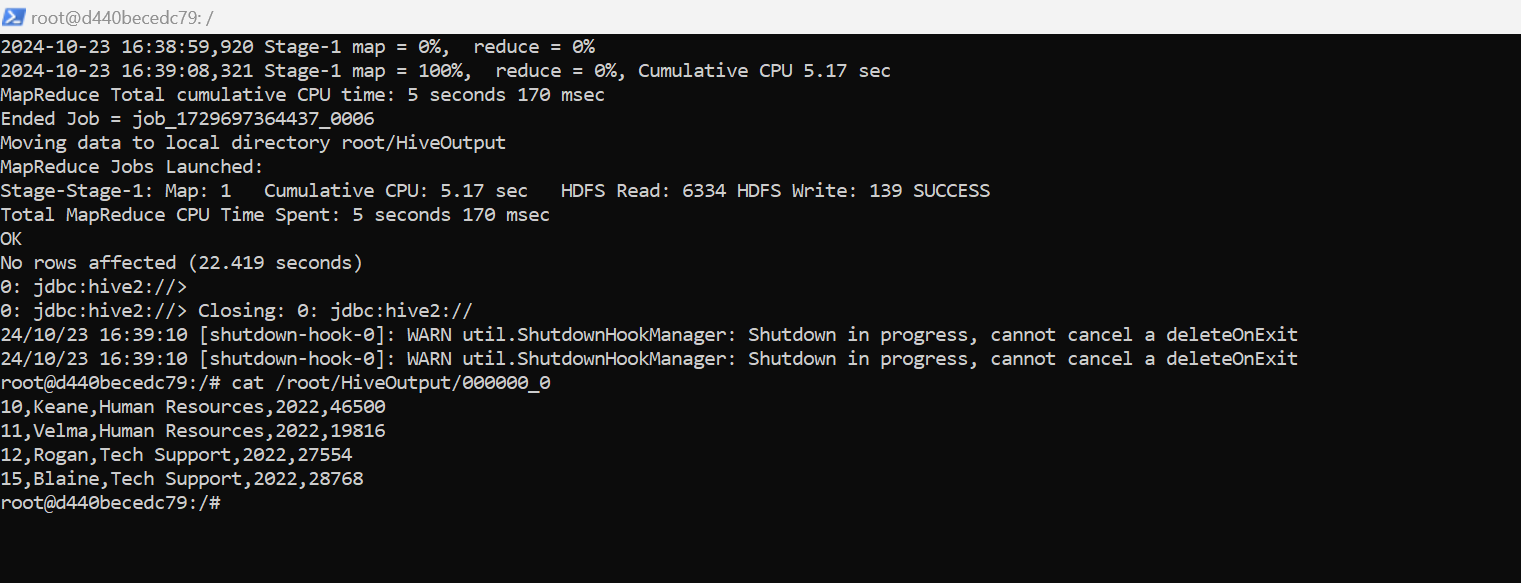 root@d440becedc79: /
2024-10-23 16:38:59,920 Stage-1 map = 0%,  reduce = 0%
2024-10-23 16:39:08,321 Stage-1 map = 100%,  reduce = 0%, Cumulative CPU 5.17 sec
MapReduce Total cumulative CPU time: 5 seconds 170 msec
Ended Job = job_1729697364437_0006
Moving data to local directory root/HiveOutput
MapReduce Jobs Launched:
Stage-Stage-1: Map: 1   Cumulative CPU: 5.17 sec   HDFS Read: 6334 HDFS Write: 139 SUCCESS
Total MapReduce CPU Time Spent: 5 seconds 170 msec
OK
No rows affected (22.419 seconds)
0: jdbc:hive2://>
0: jdbc:hive2://> Closing: 0: jdbc:hive2://
24/10/23 16:39:10 [shutdown-hook-0]: WARN util.ShutdownHookManager: Shutdown in progress, cannot cancel a deleteOnExit
24/10/23 16:39:10 [shutdown-hook-0]: WARN util.ShutdownHookManager: Shutdown in progress, cannot cancel a deleteOnExit
root@d440becedc79:/# cat /root/HiveOutput/000000_0
10,Keane,Human Resources,2022,46500
11,Velma,Human Resources,2022,19816
12,Rogan,Tech Support,2022,27554
15,Blaine,Tech Support,2022,28768
root@d440becedc79:/#